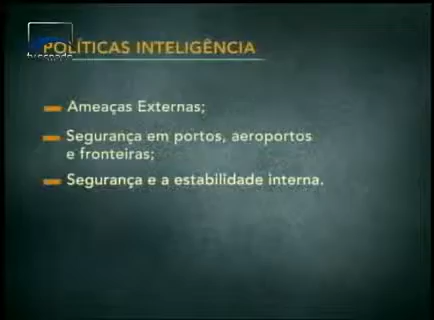 POLÍTICAS INTELIGÊNCIA
Ameaças Externas;
Segurança em portos, aeroportos
e fronteiras;
Segurança e a estabilidade interna.